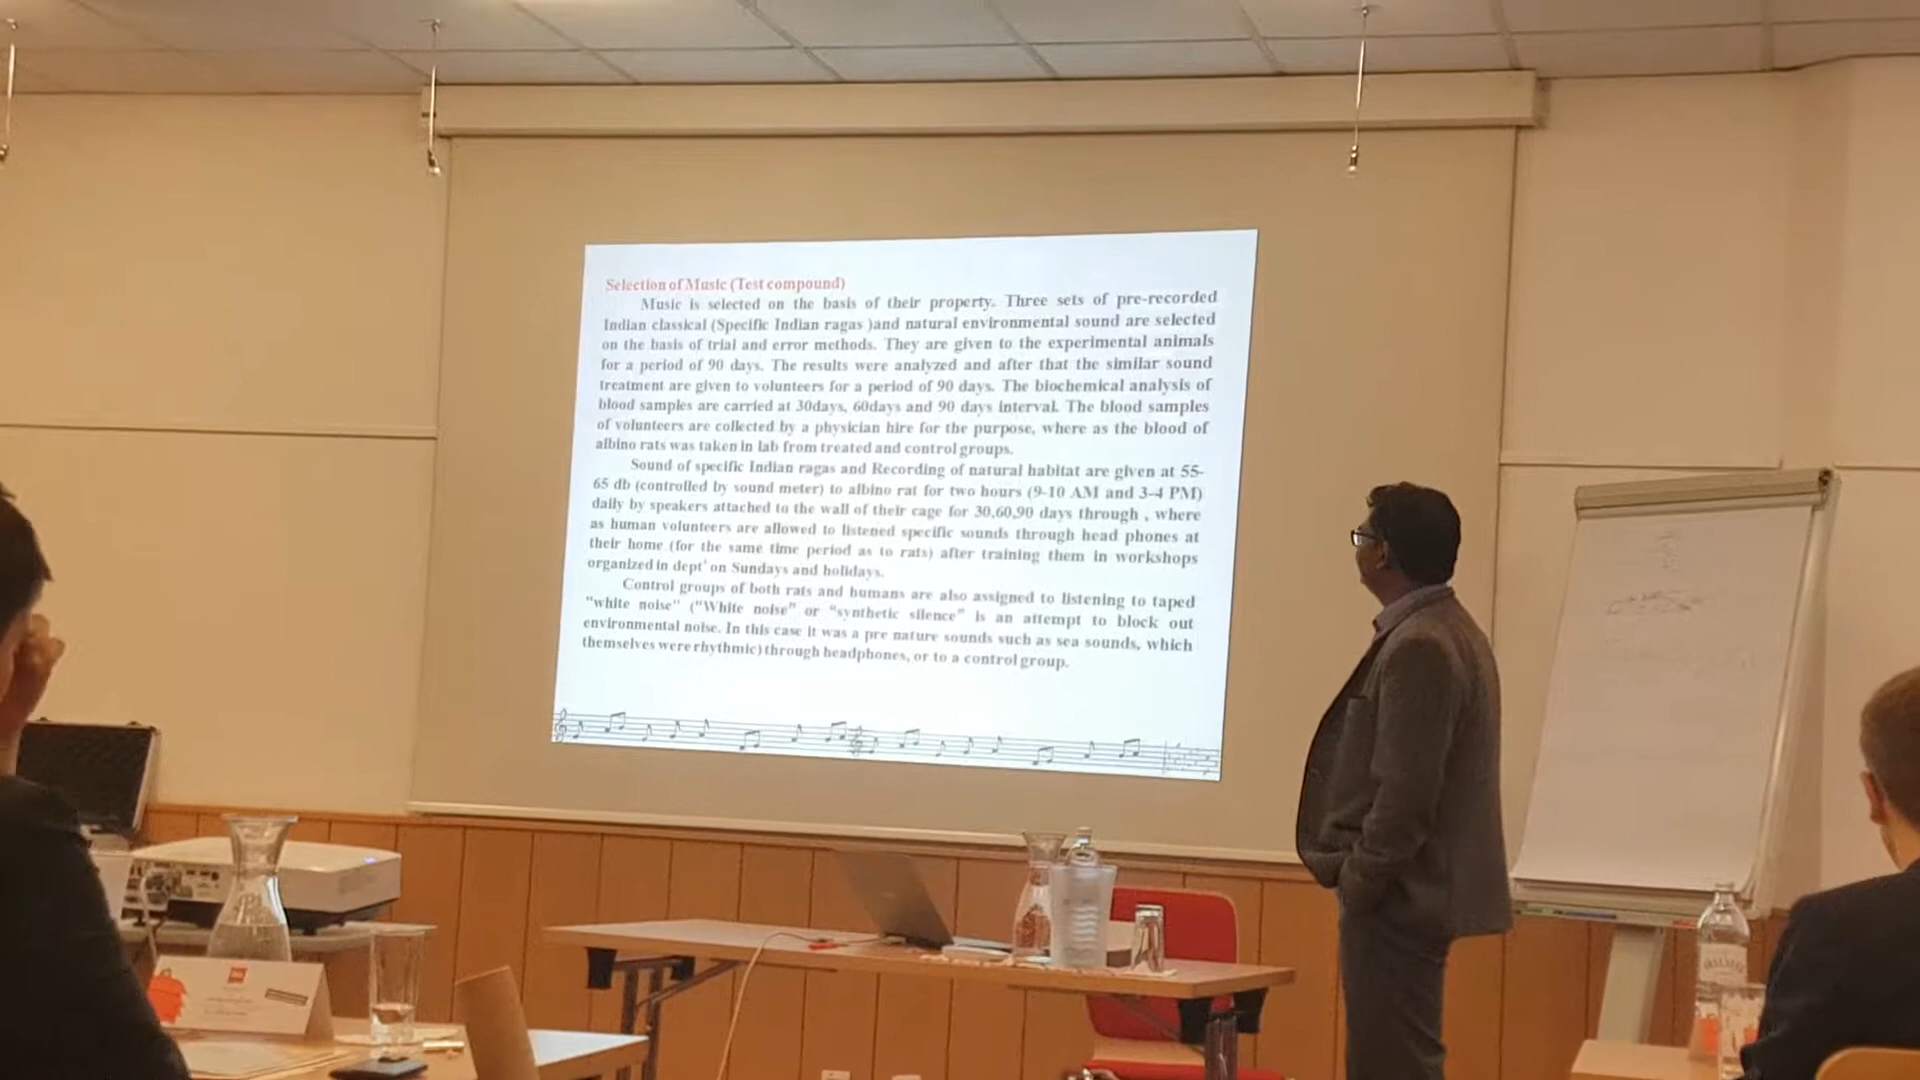 Selection of Music (Test compound)
Music is selected on the basis of their property. Three sets of pre-recorded
Indian classical (Specific Indian ragas )and natural environmental sound are selected
on the basis of trial and error methods. They are given to the experimental animals
for a period of 90 days. The results were analyzed and after that the similar sound
treatment are given to volunteers for a period of 90 days. The biochemical analysis of
blood samples are carried at 30days, 60days and 90 days interval. The blood samples
of volunteers are collected by a physician hire for the purpose, where as the blood of
albino rats was taken in lab from treated and control groups.
Sound of specific Indian ragas and Recording of natural habitat are given at 55-
65 db (controlled by sound meter) to albino rat for two hours (9-10 AM and 3-4 PM)
daily by speakers attached to the wall of their cage for 30,60,90 days through , where
as human volunteers are allowed to listened specific sounds through head phones at
their home (for the same time period as to rats) after training them in workshops
organized in dept' on Sundays and holidays.
Control groups of both rats and humans are also assigned to listening to taped
"white noise" ("White noise" or "synthetic silence" is an attempt to block out
environmental noise. In this case it was a pre nature sounds such as sea sounds, which
themselves were rhythmic) through headphones, or to a control group.